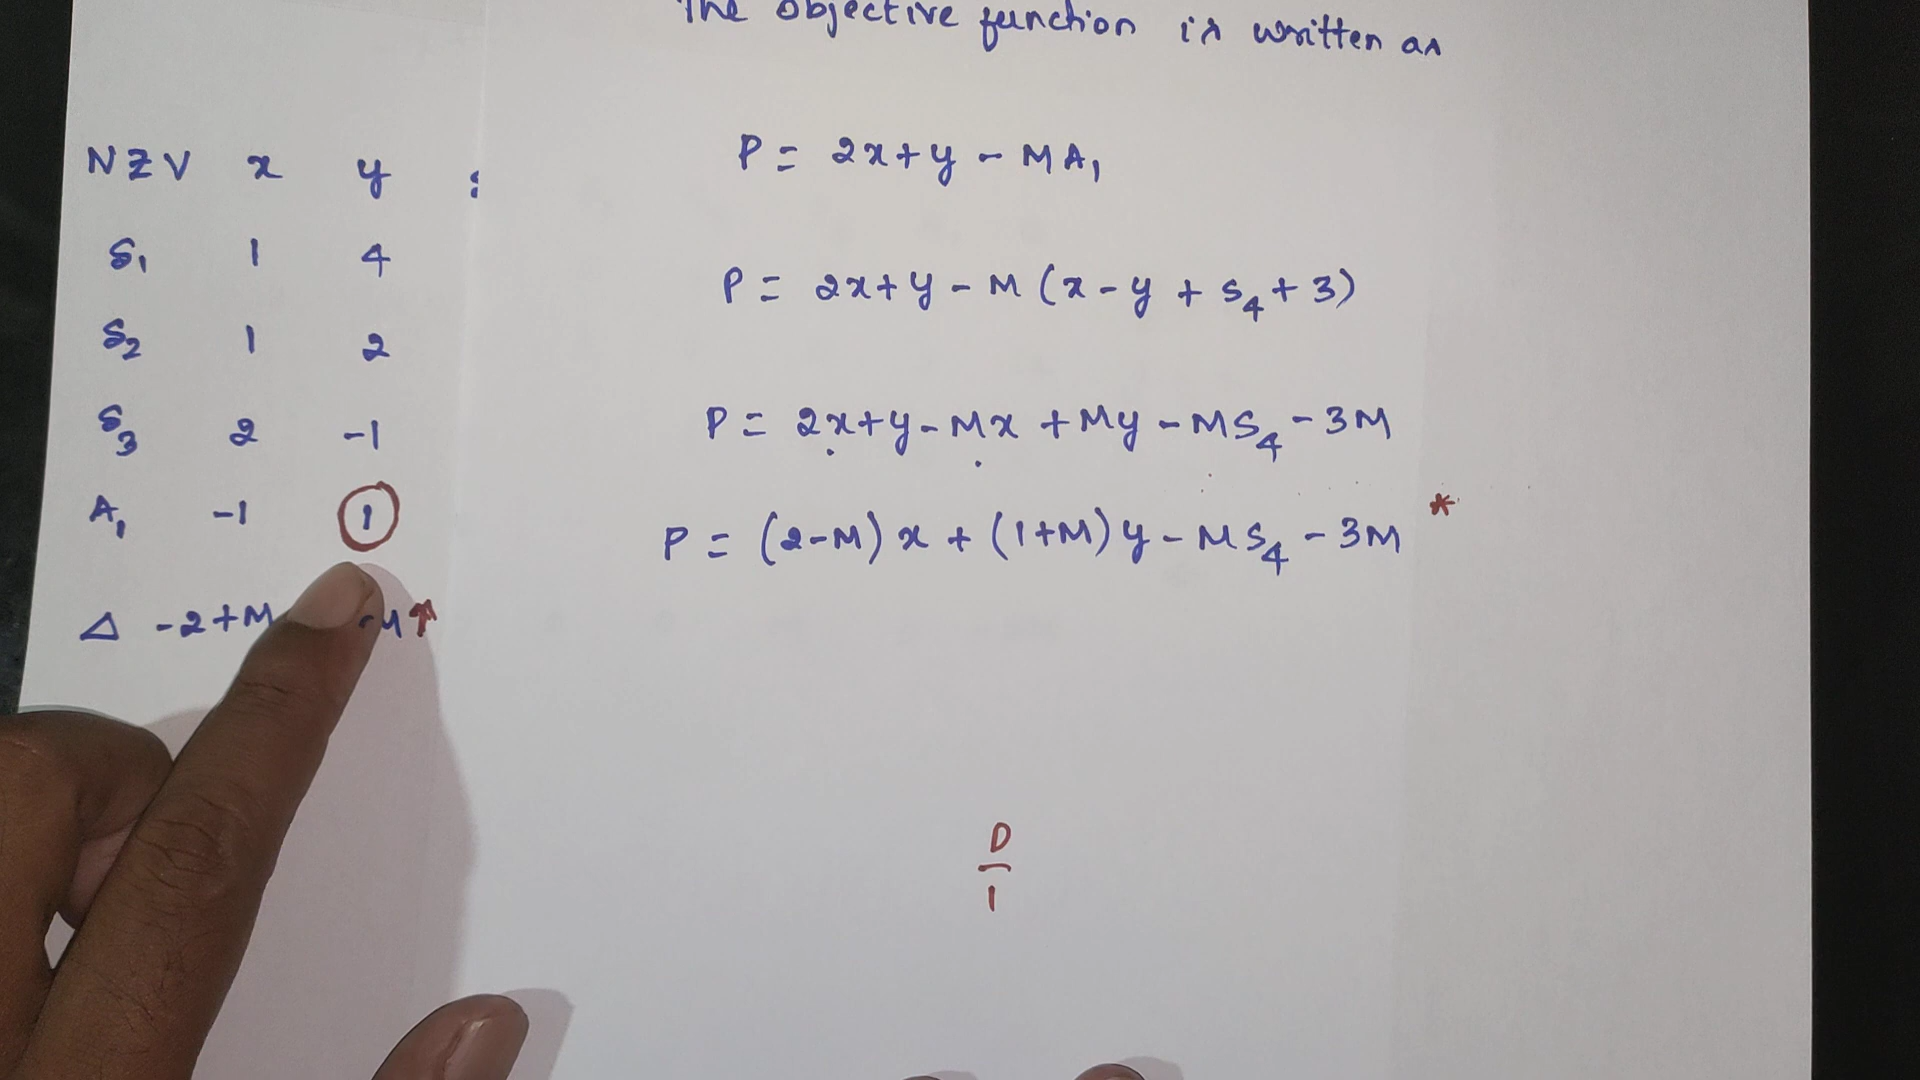 The objective function is written as
NZV x y
S₁ 1 4
S₂ 1 2
S₃ 2 -1
A₁ -1 1
Δ -2+M -M↑
P = 2x+y - MA₁
P = 2x+y - M(x-y + S₄+3)
P = 2x+y-Mx +My -MS₄-3M
P = (2-M)x + (1+M)y - MS₄ - 3M *
D
1